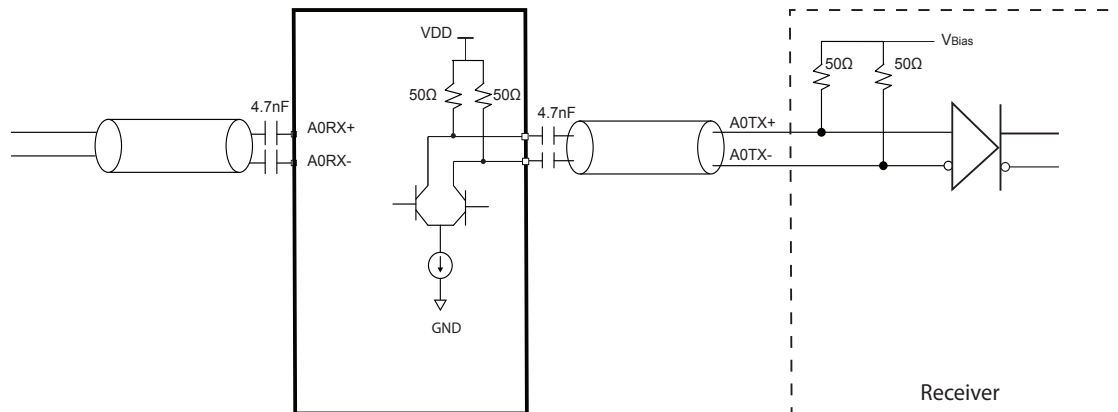 4.7nF
A0RX+
A0RX-
VDD
50Ω
50Ω
GND
4.7nF
A0TX+
A0TX-
VBias
50Ω
50Ω
Receiver